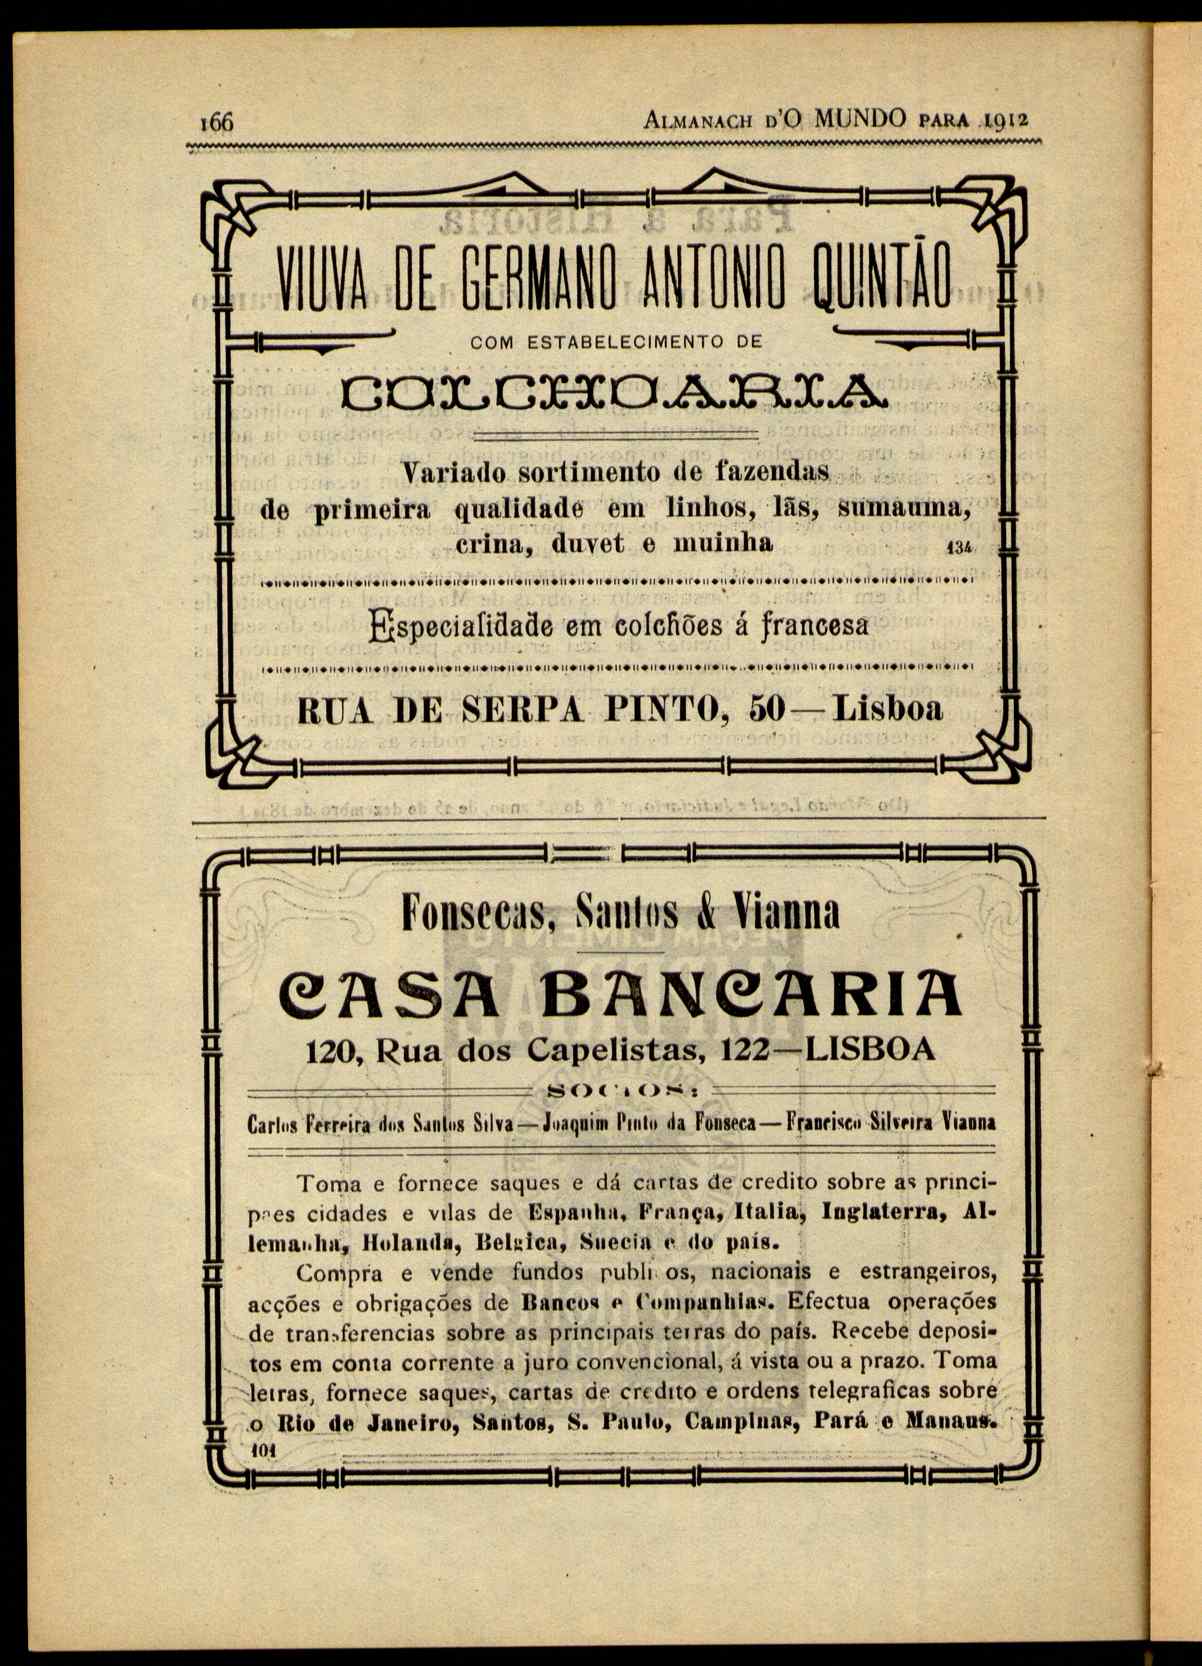 166
ALMANACH D'O MUNDO PARA 1912
VIUVA DE GERMANO ANTONIO QUINTÃO
COM ESTABELECIMENTO DE
COLCHOARIA
Variado sortimento de fazendas
de primeira qualidade em linhos, lãs, sumauma,
crina, duvet e muinha 134
Especialidade em colchões á francesa
RUA DE SERPA PINTO, 50—Lisboa
Fonsecas, Santos & Vianna
CASA BANCARIA
120, Rua dos Capelistas, 122—LISBOA
SOCIOS:
Carlos Ferreira dos Santos Silva—Joaquim Pinto da Fonseca—Francisco Silveira Vianna
Toma e fornece saques e dá cartas de credito sobre as princi-
paes cidades e vilas de Espanha, França, Italia, Inglaterra, Al-
lemanha, Holanda, Belgica, Suecia e do país.
Compra e vende fundos publicos, nacionais e estrangeiros,
acções e obrigações de Bancos e Companhias. Efectua operações
de transferencias sobre as principais terras do país. Recebe deposi-
tos em conta corrente a juro convencional, á vista ou a prazo. Toma
letras, fornece saques, cartas de credito e ordens telegraficas sobre
o Rio de Janeiro, Santos, S. Paulo, Campinas, Pará e Manaus.
101